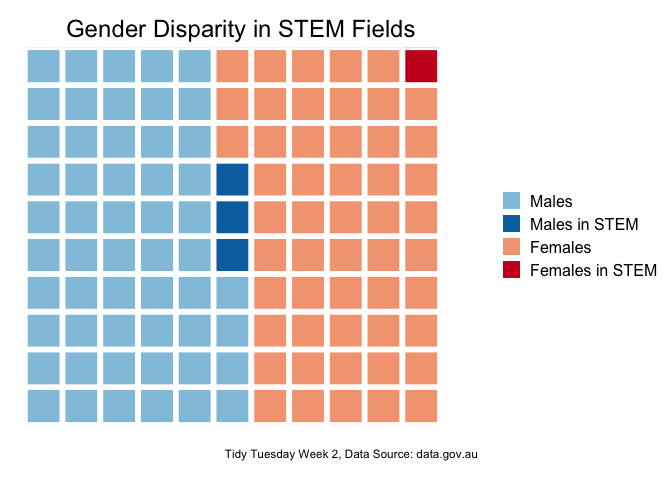 Gender Disparity in STEM Fields
Males
Males in STEM
Females
Females in STEM
Tidy Tuesday Week 2, Data Source: data.gov.au